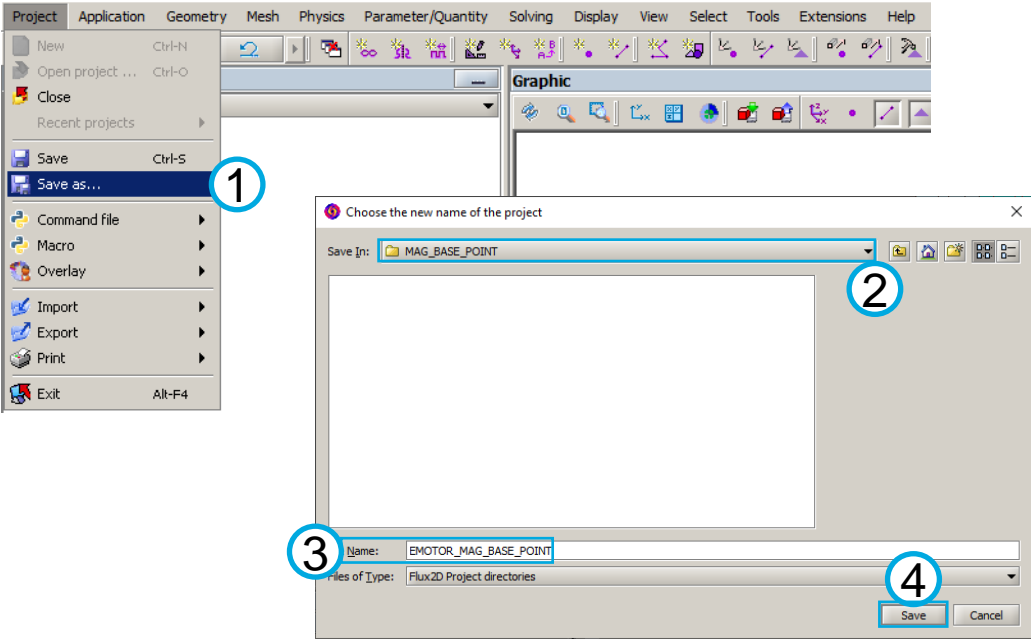 Project Application Geometry Mesh Physics Parameter/Quantity Solving Display View Select Tools Extensions Help
New Ctrl-N
Open project ... Ctrl-O
Close
Recent projects
Save Ctrl-S
Save as...
1
Command file
Macro
Overlay
Import
Export
Print
Exit Alt-F4
Graphic
Choose the new name of the project
Save In: MAG_BASE_POINT
2
3
Name: EMOTOR_MAG_BASE_POINT
Files of Type: Flux2D Project directories
4
Save Cancel